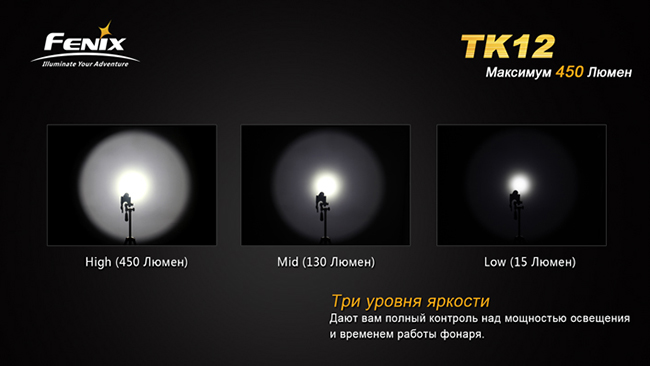 FENIX
Illuminate Your Adventure
TK12
Максимум 450 Люмен
High (450 Люмен)
Mid (130 Люмен)
Low (15 Люмен)
Три уровня яркости
Дают вам полный контроль над мощностью освещения
и временем работы фонаря.